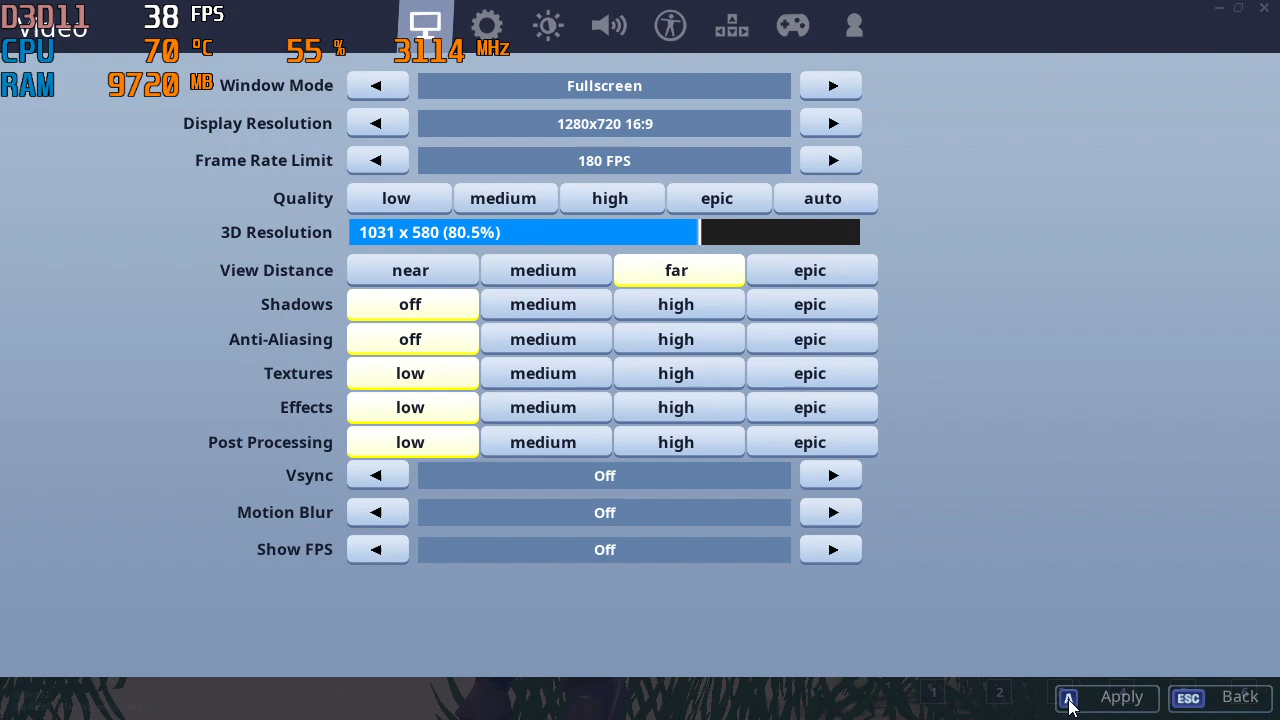 D3D11 38 FPS
Video
CPU 70 °C 55 % 3114 MHz
RAM 9720 MB
Window Mode Fullscreen
Display Resolution 1280x720 16:9
Frame Rate Limit 180 FPS
Quality low medium high epic auto
3D Resolution 1031 x 580 (80.5%)
View Distance near medium far epic
Shadows off medium high epic
Anti-Aliasing off medium high epic
Textures low medium high epic
Effects low medium high epic
Post Processing low medium high epic
Vsync Off
Motion Blur Off
Show FPS Off
1 2
A Apply ESC Back